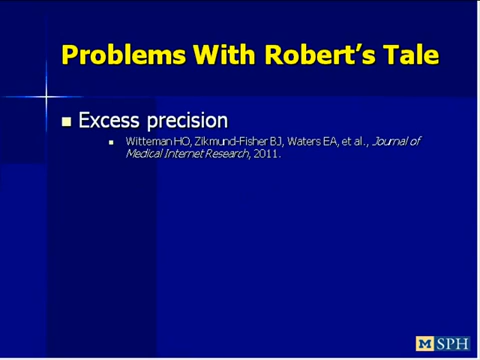 Problems With Robert's Tale
Excess precision
Witteman HO, Zikmund-Fisher BJ, Waters EA, et al., Journal of
Medical Internet Research, 2011.
M SPH